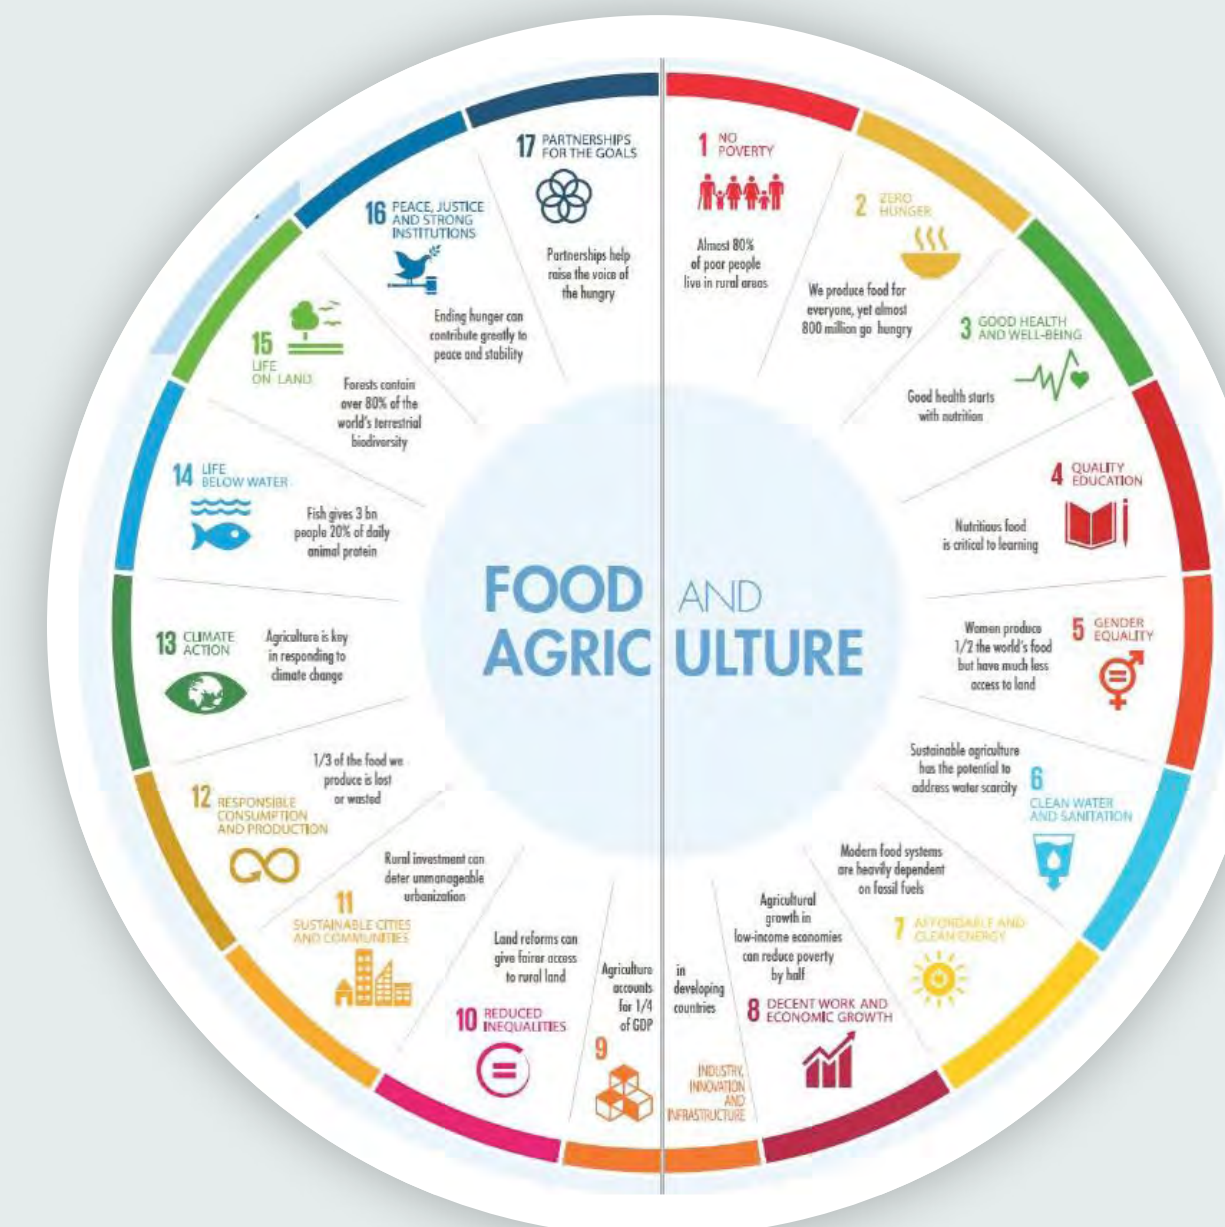 FOOD AND
AGRICULTURE
1 NO
POVERTY
Almost 80%
of poor people
live in rural areas
2 ZERO
HUNGER
We produce food for
everyone, yet almost
800 million go hungry
3 GOOD HEALTH
AND WELL-BEING
Good health starts
with nutrition
4 QUALITY
EDUCATION
Nutritious food
is critical to learning
5 GENDER
EQUALITY
Women produce
1/2 the world's food
but have much less
access to land
6
CLEAN WATER
AND SANITATION
Sustainable agriculture
has the potential to
address water scarcity
7 AFFORDABLE AND
CLEAN ENERGY
Modern food systems
are heavily dependent
on fossil fuels
8 DECENT WORK AND
ECONOMIC GROWTH
Agricultural
growth in
low-income economies
can reduce poverty
by half
9
INDUSTRY,
INNOVATION
AND
INFRASTRUCTURE
Agriculture in
accounts developing
for 1/4 countries
of GDP
10 REDUCED
INEQUALITIES
Land reforms can
give fairer access
to rural land
11
SUSTAINABLE CITIES
AND COMMUNITIES
Rural investment can
deter unmanageable
urbanization
12 RESPONSIBLE
CONSUMPTION
AND PRODUCTION
1/3 of the food we
produce is lost
or wasted
13 CLIMATE
ACTION
Agriculture is key
in responding to
climate change
14 LIFE
BELOW WATER
Fish gives 3 bn
people 20% of daily
animal protein
15
LIFE
ON LAND
Forests contain
over 80% of the
world's terrestrial
biodiversity
16 PEACE, JUSTICE
AND STRONG
INSTITUTIONS
Ending hunger can
contribute greatly to
peace and stability
17 PARTNERSHIPS
FOR THE GOALS
Partnerships help
raise the voice of
the hungry